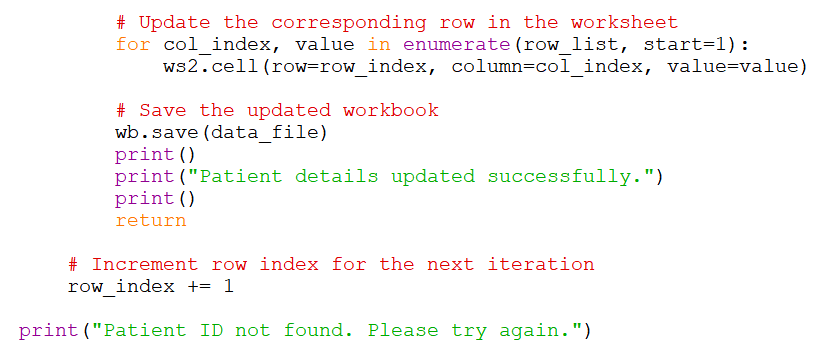 # Update the corresponding row in the worksheet
for col_index, value in enumerate(row_list, start=1):
ws2.cell(row=row_index, column=col_index, value=value)
# Save the updated workbook
wb.save(data_file)
print()
print("Patient details updated successfully.")
print()
return
# Increment row index for the next iteration
row_index += 1
print("Patient ID not found. Please try again.")